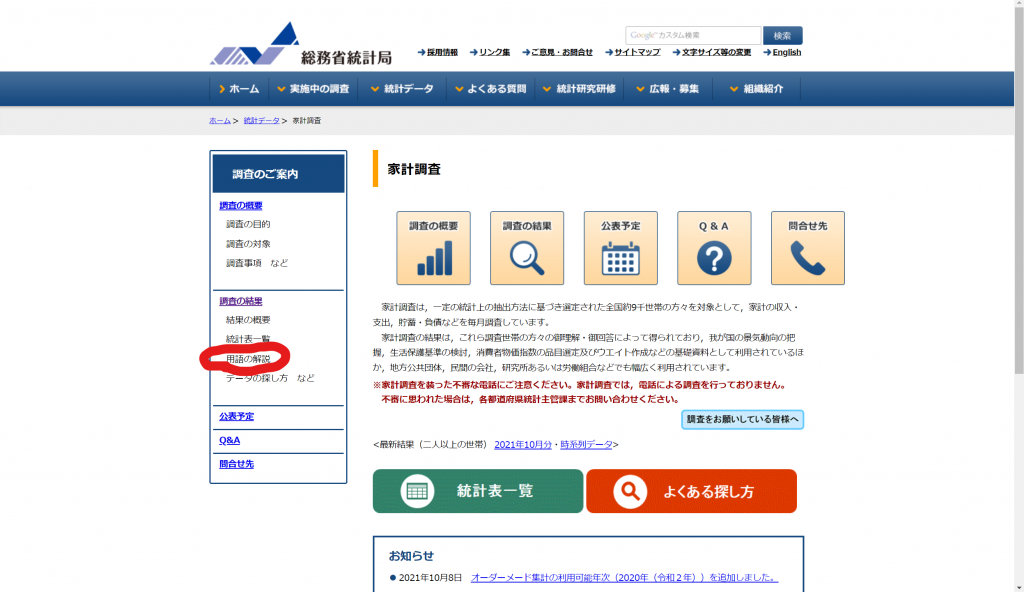 Google カスタム検索
検索
総務省統計局
採用情報 リンク集 ご意見・お問合せ サイトマップ 文字サイズ等の変更 English
ホーム 実施中の調査 統計データ よくある質問 統計研究研修 広報・募集 組織紹介
ホーム > 統計データ > 家計調査
調査のご案内
調査の概要
調査の目的
調査の対象
調査事項 など
調査の結果
結果の概要
統計表一覧
用語の解説
データの探し方 など
公表予定
Q&A
問合せ先
家計調査
調査の概要 調査の結果 公表予定 Q & A 問合せ先
家計調査は，一定の統計上の抽出方法に基づき選定された全国約9千世帯の方々を対象として，家計の収入・
支出，貯蓄・負債などを毎月調査しています。
家計調査の結果は，これら調査世帯の方々の御理解・御回答によって得られており，我が国の景気動向の把
握，生活保護基準の検討，消費者物価指数の品目選定及びウエイト作成などの基礎資料として利用されているほ
か，地方公共団体，民間の会社，研究所あるいは労働組合などでも幅広く利用されています。
※家計調査を装った不審な電話にご注意ください。家計調査では，電話による調査を行っておりません。
不審に思われた場合は，各都道府県統計主管課までお問い合わせください。
調査をお願いしている皆様へ
<最新結果（二人以上の世帯） 2021年10月分・時系列データ>
統計表一覧 よくある探し方
お知らせ
2021年10月8日 オーダーメード集計の利用可能年次（2020年（令和２年））を追加しました。